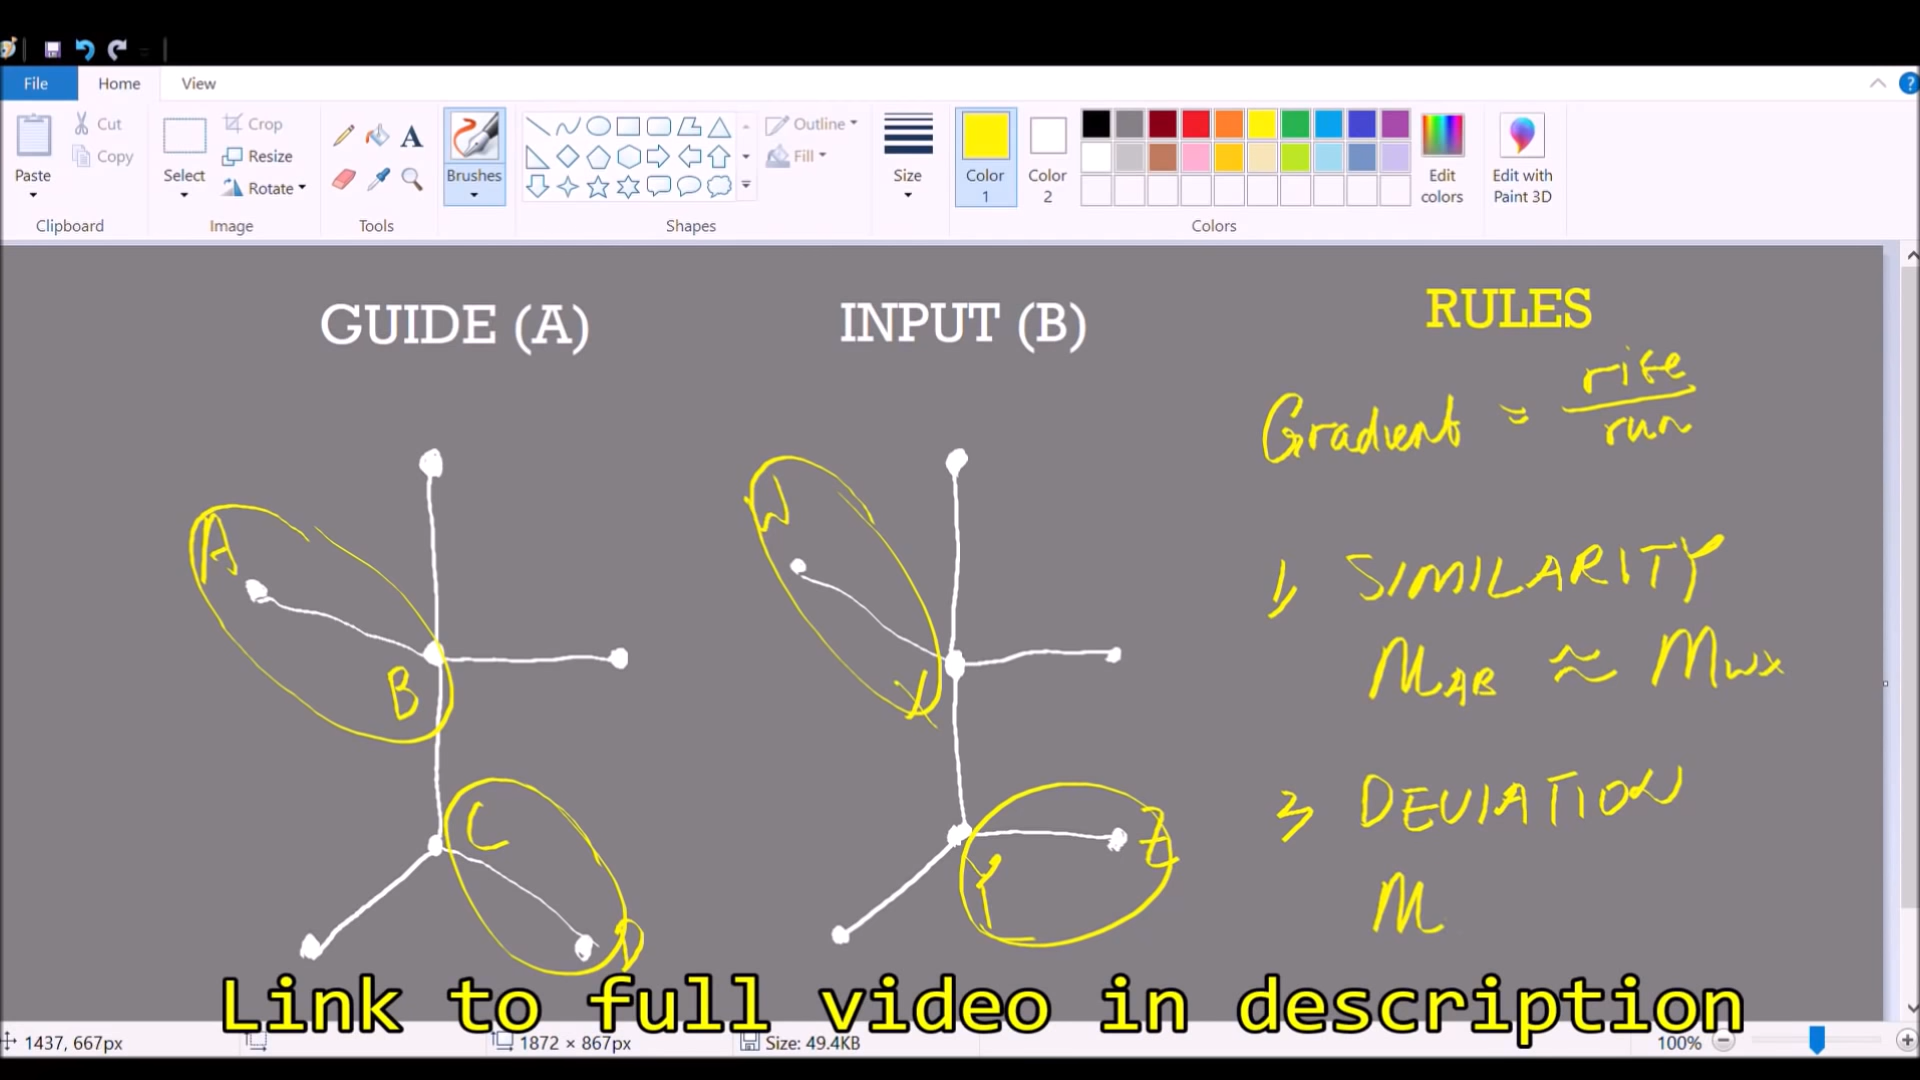 File Home View
Cut
Copy
Paste
Clipboard
Select
Crop
Resize
Rotate
Image
Tools
Brushes
Shapes
Outline
Fill
Size
Color 1
Color 2
Colors
Edit colors
Edit with Paint 3D
GUIDE (A)
INPUT (B)
RULES
Gradient = rise
run
A
B
C
D
W
X
Y
Z
1, SIMILARITY
MAB ≈ MWX
2, DEVIATION
M
Link to full video in description
1437, 667px
1872 × 867px
Size: 49.4KB
100%